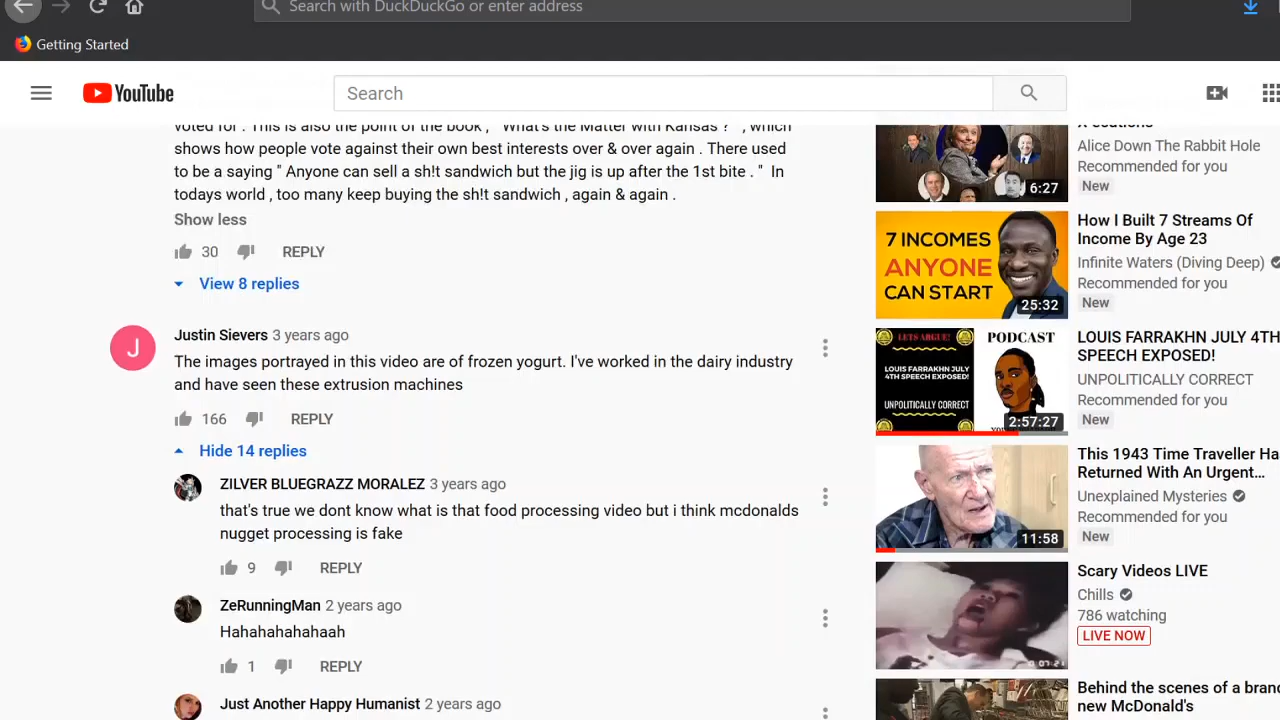 Search with DuckDuckGo or enter address
Getting Started
YouTube
Search
voted for . This is also the point of the book , " What's the Matter with Kansas ? " , which
shows how people vote against their own best interests over & over again . There used
to be a saying " Anyone can sell a sh!t sandwich but the jig is up after the 1st bite . " In
todays world , too many keep buying the sh!t sandwich , again & again .
Show less
30 REPLY
View 8 replies
J
Justin Sievers 3 years ago
The images portrayed in this video are of frozen yogurt. I've worked in the dairy industry
and have seen these extrusion machines
166 REPLY
Hide 14 replies
ZILVER BLUEGRAZZ MORALEZ 3 years ago
that's true we dont know what is that food processing video but i think mcdonalds
nugget processing is fake
9 REPLY
ZeRunningMan 2 years ago
Hahahahahahaah
1 REPLY
Just Another Happy Humanist 2 years ago
6:27
Alice Down The Rabbit Hole
Recommended for you
New
7 INCOMES
ANYONE
CAN START
25:32
How I Built 7 Streams Of
Income By Age 23
Infinite Waters (Diving Deep)
Recommended for you
New
LETS ARGUE!
LOUIS FARRAKHN JULY
4TH SPEECH EXPOSED!
UNPOLITICALLY CORRECT
PODCAST
2:57:27
LOUIS FARRAKHN JULY 4TH
SPEECH EXPOSED!
UNPOLITICALLY CORRECT
Recommended for you
New
11:58
This 1943 Time Traveller Ha
Returned With An Urgent...
Unexplained Mysteries
Recommended for you
New
Scary Videos LIVE
Chills
786 watching
LIVE NOW
Behind the scenes of a bran
new McDonald's